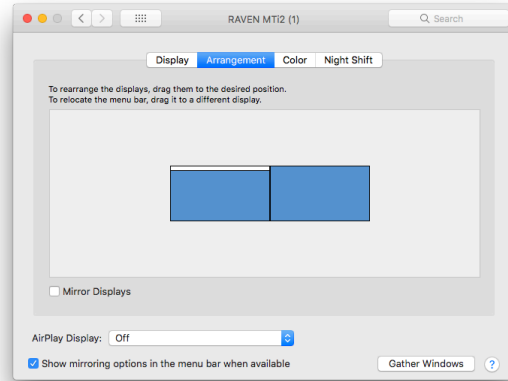 RAVEN MTi2 (1)
Search
Display Arrangement Color Night Shift
To rearrange the displays, drag them to the desired position.
To relocate the menu bar, drag it to a different display.
Mirror Displays
AirPlay Display: Off
Show mirroring options in the menu bar when available
Gather Windows
?